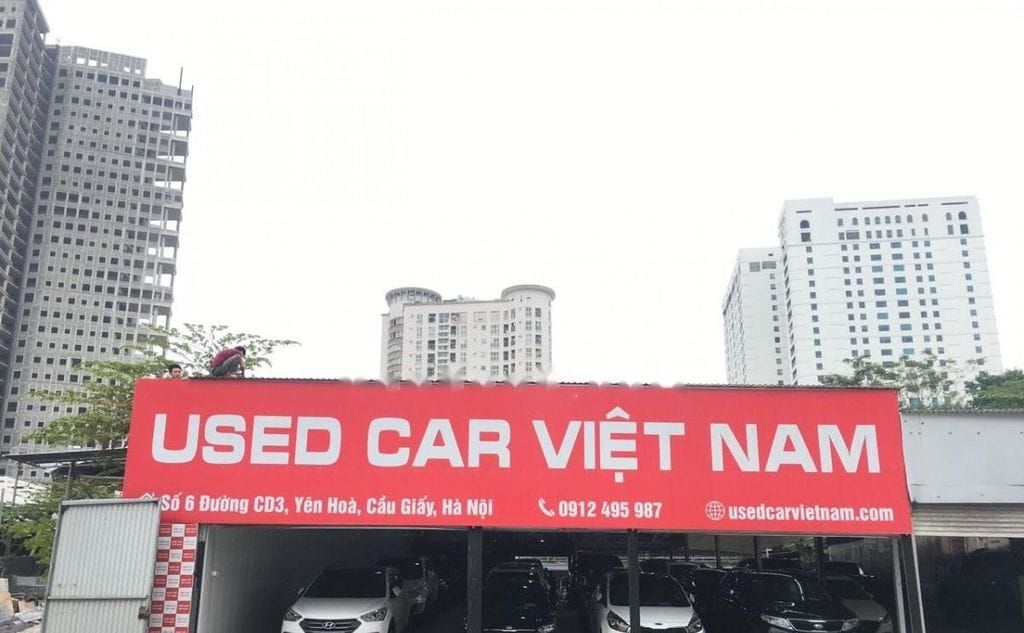 USED CAR VIỆT NAM
Số 6 Đường CD3, Yên Hoà, Cầu Giấy, Hà Nội 0912 495 987 usedcarvietnam.com